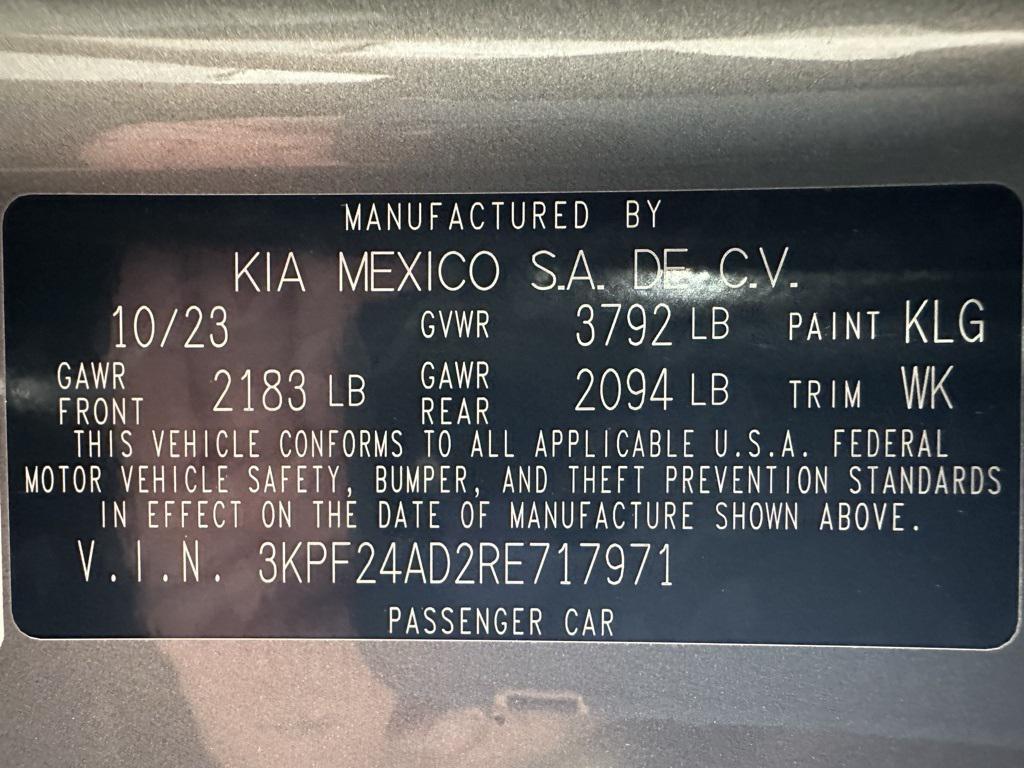 MANUFACTURED BY
KIA MEXICO S.A. DE C.V.
10/23 GVWR 3792 LB PAINT KLG
GAWR FRONT 2183 LB GAWR REAR 2094 LB TRIM WK
THIS VEHICLE CONFORMS TO ALL APPLICABLE U.S.A. FEDERAL
MOTOR VEHICLE SAFETY, BUMPER, AND THEFT PREVENTION STANDARDS
IN EFFECT ON THE DATE OF MANUFACTURE SHOWN ABOVE.
V.I.N. 3KPF24AD2RE717971
PASSENGER CAR